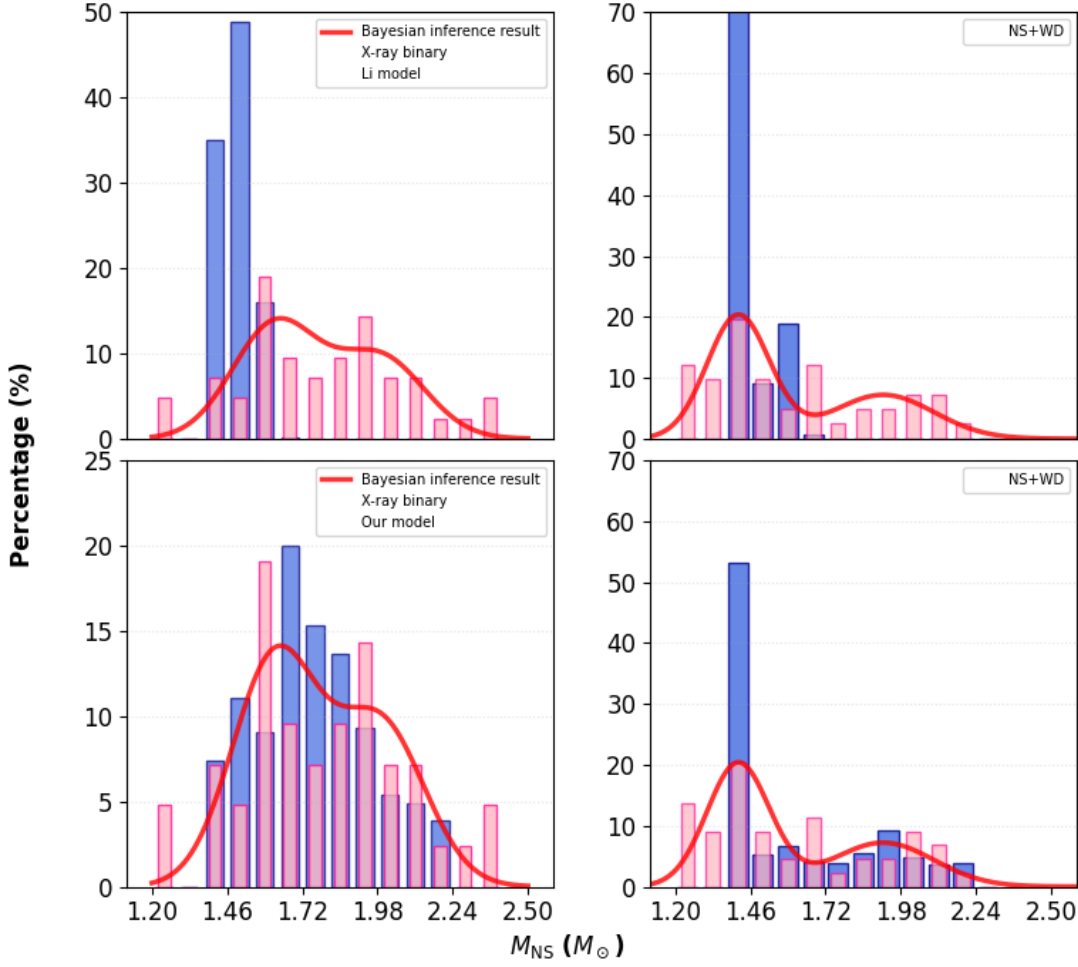 Percentage (%)
50
40
30
20
10
0
Bayesian inference result
X-ray binary
Li model
70
60
50
40
30
20
10
0
NS+WD
25
20
15
10
5
0
Bayesian inference result
X-ray binary
Our model
1.20 1.46 1.72 1.98 2.24 2.50
70
60
50
40
30
20
10
0
NS+WD
1.20 1.46 1.72 1.98 2.24 2.50
M_NS (M_⊙)